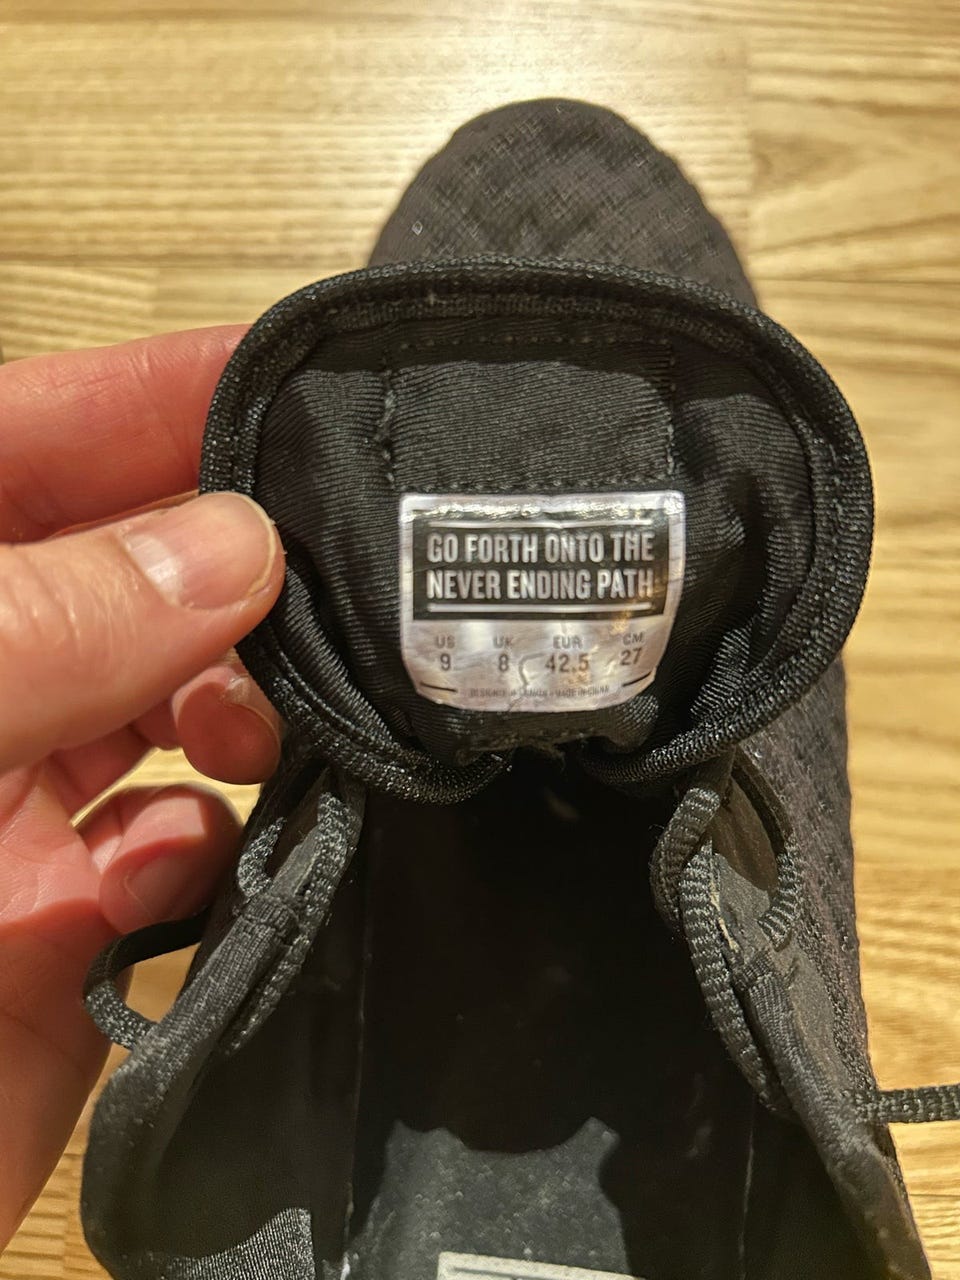 GO FORTH ONTO THE
NEVER ENDING PATH
US UK EUR CM
9 8 42.5 27
DESIGNED IN MADE IN CHINA